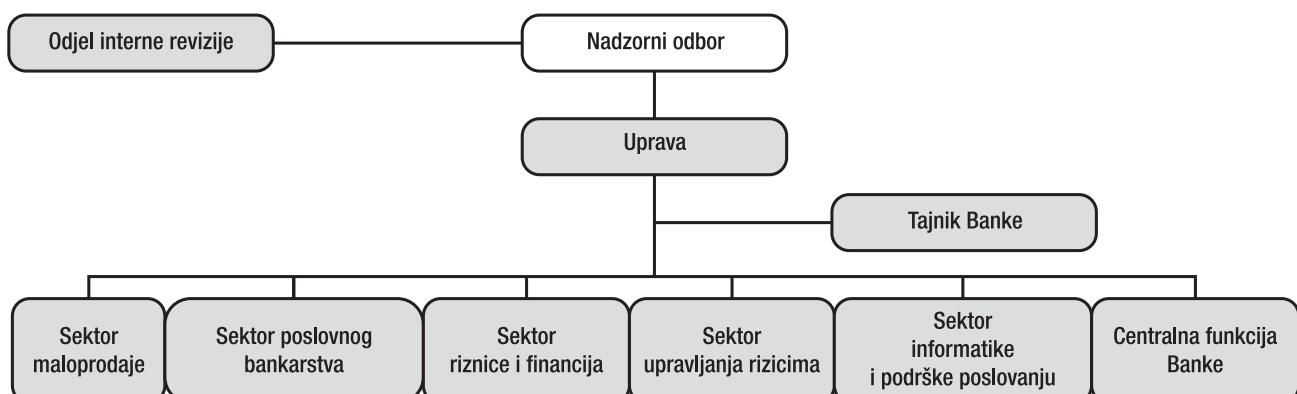 Odjel interne revizije
Nadzorni odbor
Uprava
Tajnik Banke
Sektor
maloprodaje
Sektor poslovnog
bankarstva
Sektor
riznice i financija
Sektor
upravljanja rizicima
Sektor
informatike
i podrške poslovanju
Centralna funkcija
Banke